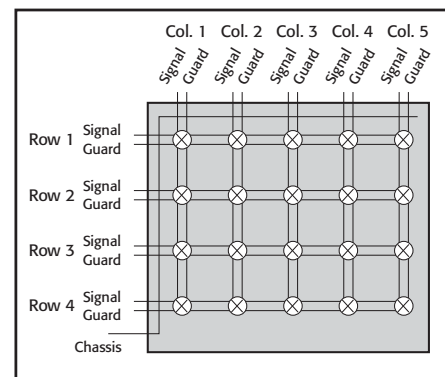 Col. 1 Col. 2 Col. 3 Col. 4 Col. 5
Signal Guard Signal Guard Signal Guard Signal Guard Signal Guard
Row 1 Signal
Guard
Row 2 Signal
Guard
Row 3 Signal
Guard
Row 4 Signal
Guard
Chassis